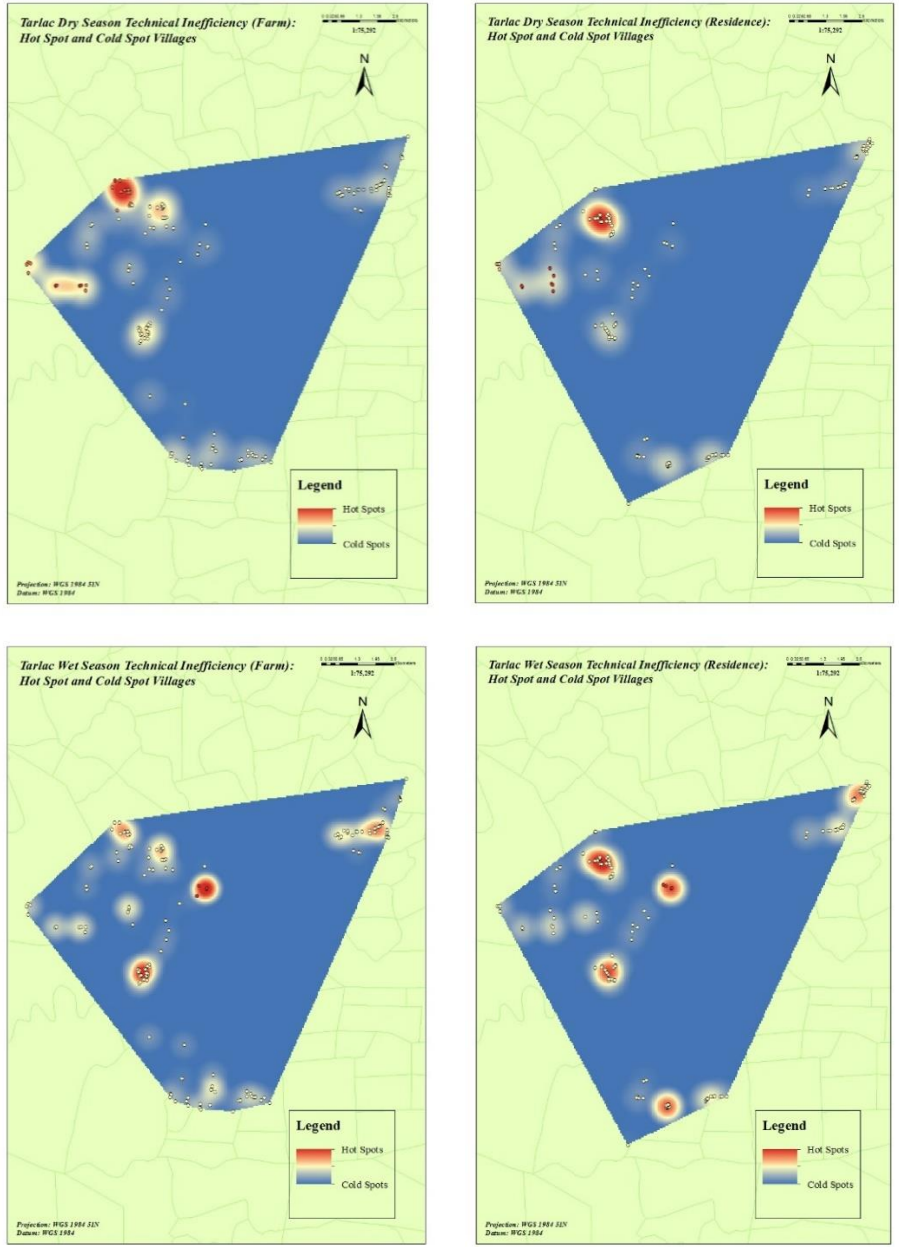 Tarlac Dry Season Technical Inefficiency (Farm):
Hot Spot and Cold Spot Villages
1:75,292
N
Legend
Hot Spots
Cold Spots
Projection: WGS 1984 51N
Datum: WGS 1984
Tarlac Dry Season Technical Inefficiency (Residence):
Hot Spot and Cold Spot Villages
1:75,292
N
Legend
Hot Spots
Cold Spots
Projection: WGS 1984 51N
Datum: WGS 1984
Tarlac Wet Season Technical Inefficiency (Farm):
Hot Spot and Cold Spot Villages
1:75,292
N
Legend
Hot Spots
Cold Spots
Projection: WGS 1984 51N
Datum: WGS 1984
Tarlac Wet Season Technical Inefficiency (Residence):
Hot Spot and Cold Spot Villages
1:75,292
N
Legend
Hot Spots
Cold Spots
Projection: WGS 1984 51N
Datum: WGS 1984